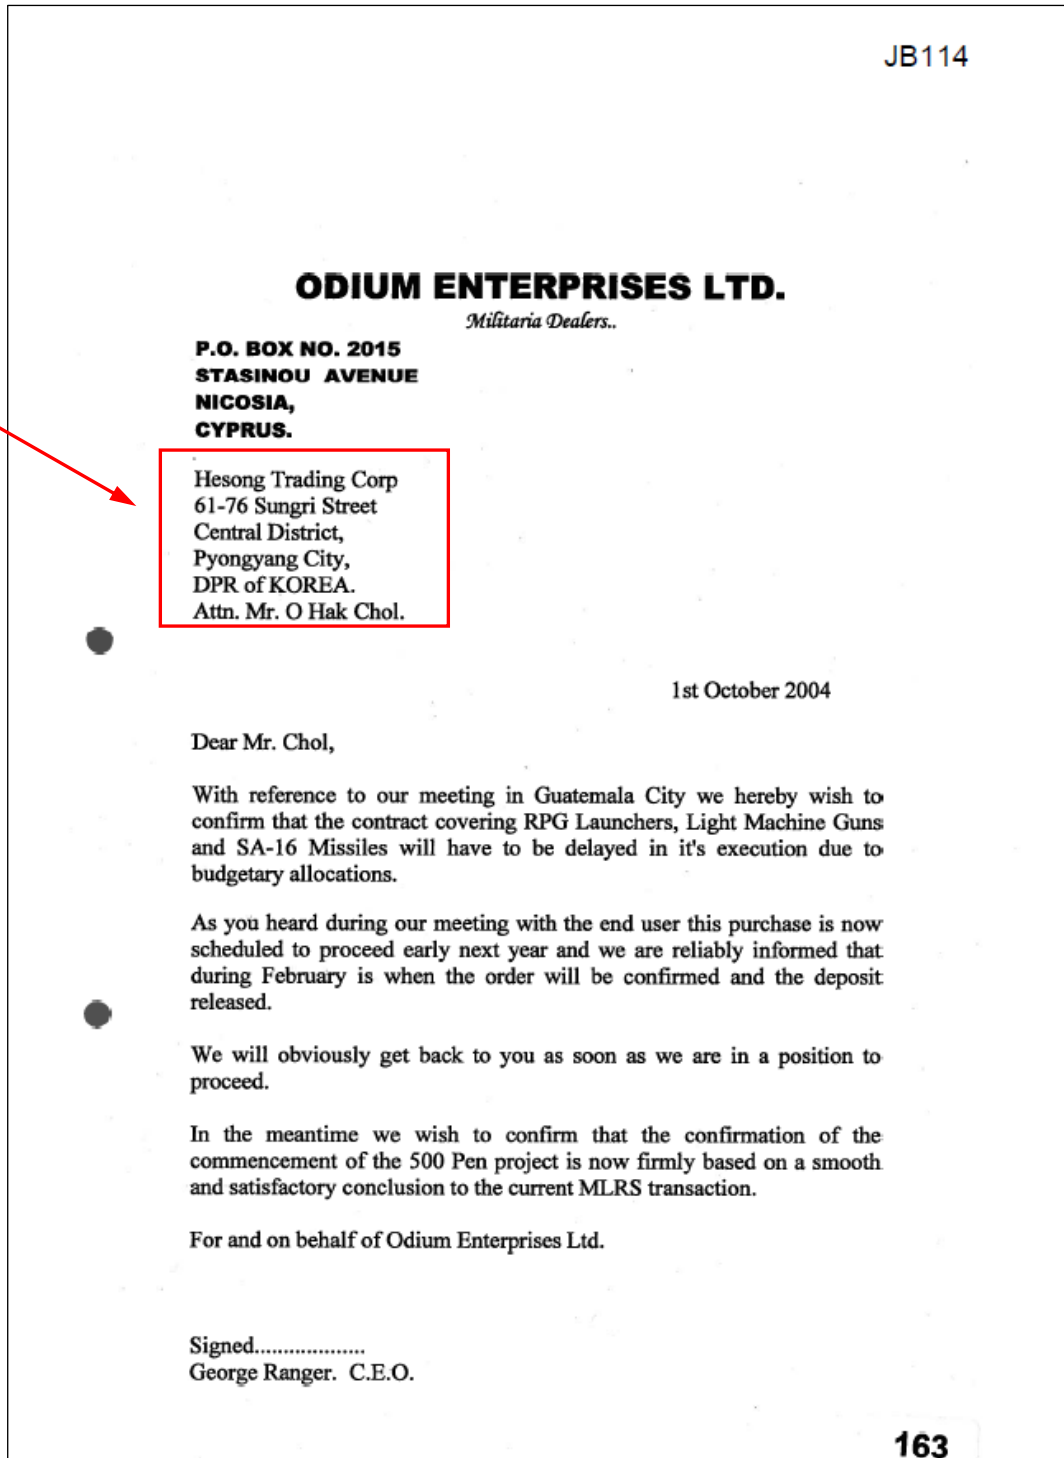 JB114
ODIUM ENTERPRISES LTD.
Militaria Dealers..
P.O. BOX NO. 2015
STASINOU AVENUE
NICOSIA,
CYPRUS.
Hesong Trading Corp
61-76 Sungri Street
Central District,
Pyongyang City,
DPR of KOREA.
Attn. Mr. O Hak Chol.
1st October 2004
Dear Mr. Chol,
With reference to our meeting in Guatemala City we hereby wish to
confirm that the contract covering RPG Launchers, Light Machine Guns
and SA-16 Missiles will have to be delayed in it's execution due to
budgetary allocations.
As you heard during our meeting with the end user this purchase is now
scheduled to proceed early next year and we are reliably informed that
during February is when the order will be confirmed and the deposit
released.
We will obviously get back to you as soon as we are in a position to
proceed.
In the meantime we wish to confirm that the confirmation of the
commencement of the 500 Pen project is now firmly based on a smooth
and satisfactory conclusion to the current MLRS transaction.
For and on behalf of Odium Enterprises Ltd.
Signed...................
George Ranger. C.E.O.
163